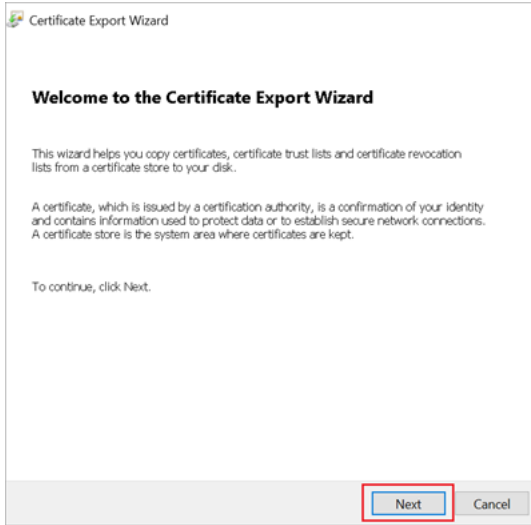 Certificate Export Wizard
Welcome to the Certificate Export Wizard
This wizard helps you copy certificates, certificate trust lists and certificate revocation
lists from a certificate store to your disk.
A certificate, which is issued by a certification authority, is a confirmation of your identity
and contains information used to protect data or to establish secure network connections.
A certificate store is the system area where certificates are kept.
To continue, click Next.
Next Cancel